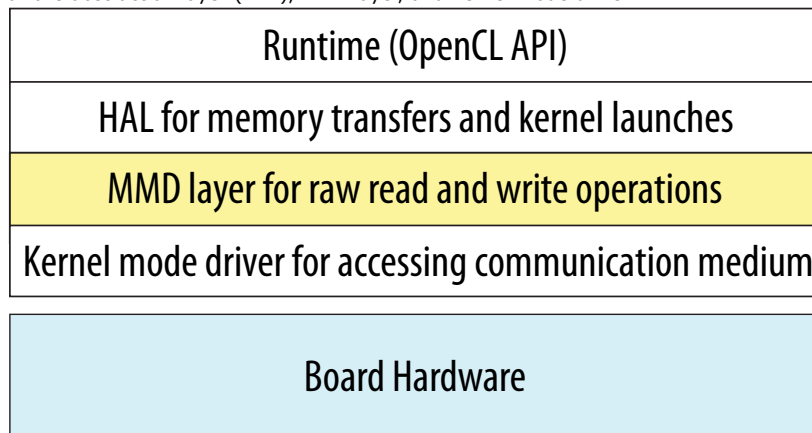 Runtime (OpenCL API)
HAL for memory transfers and kernel launches
MMD layer for raw read and write operations
Kernel mode driver for accessing communication medium
Board Hardware